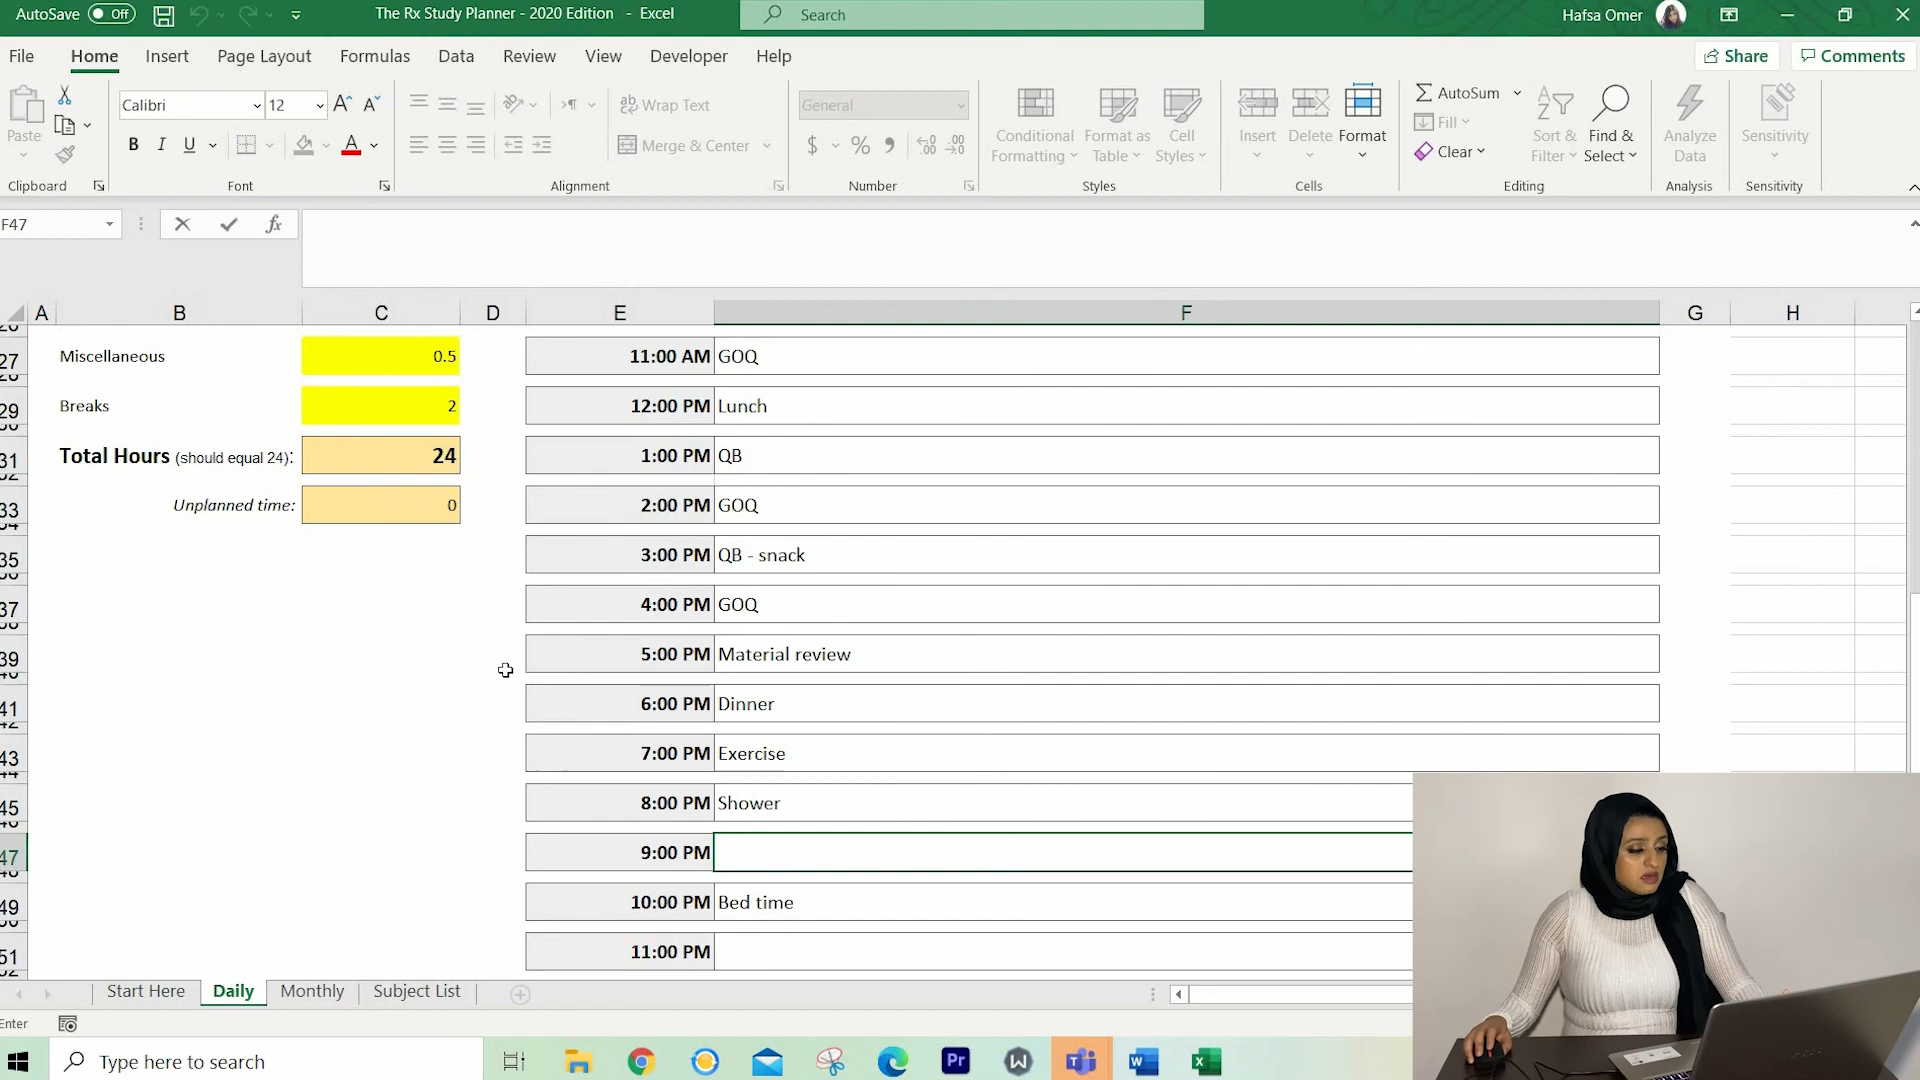 AutoSave Off The Rx Study Planner - 2020 Edition - Excel Search Hafsa Omer
File Home Insert Page Layout Formulas Data Review View Developer Help Share Comments
Paste
Clipboard
Calibri 12
B I U A
Font
Wrap Text
Merge & Center
Alignment
General
$ %
Number
Conditional Formatting
Format as Table
Cell Styles
Styles
Insert Delete Format
Cells
AutoSum
Fill
Clear
Sort & Filter
Find & Select
Editing
Analyze Data
Analysis
Sensitivity
Sensitivity
F47 fx
A B C D E F G H
27 Miscellaneous 0.5 11:00 AM GOQ
29 Breaks 2 12:00 PM Lunch
31 Total Hours (should equal 24): 24 1:00 PM QB
33 Unplanned time: 0 2:00 PM GOQ
35 3:00 PM QB - snack
37 4:00 PM GOQ
39 5:00 PM Material review
41 6:00 PM Dinner
43 7:00 PM Exercise
45 8:00 PM Shower
47 9:00 PM
49 10:00 PM Bed time
51 11:00 PM
Start Here Daily Monthly Subject List
Enter
Type here to search Pr W